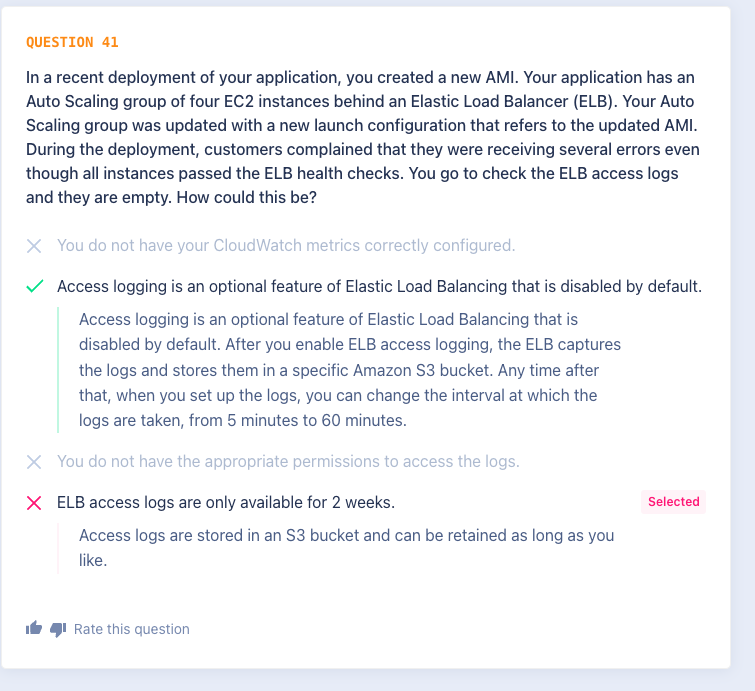 QUESTION 41
In a recent deployment of your application, you created a new AMI. Your application has an
Auto Scaling group of four EC2 instances behind an Elastic Load Balancer (ELB). Your Auto
Scaling group was updated with a new launch configuration that refers to the updated AMI.
During the deployment, customers complained that they were receiving several errors even
though all instances passed the ELB health checks. You go to check the ELB access logs
and they are empty. How could this be?
You do not have your CloudWatch metrics correctly configured.
Access logging is an optional feature of Elastic Load Balancing that is disabled by default.
Access logging is an optional feature of Elastic Load Balancing that is
disabled by default. After you enable ELB access logging, the ELB captures
the logs and stores them in a specific Amazon S3 bucket. Any time after
that, when you set up the logs, you can change the interval at which the
logs are taken, from 5 minutes to 60 minutes.
You do not have the appropriate permissions to access the logs.
ELB access logs are only available for 2 weeks. Selected
Access logs are stored in an S3 bucket and can be retained as long as you
like.
Rate this question